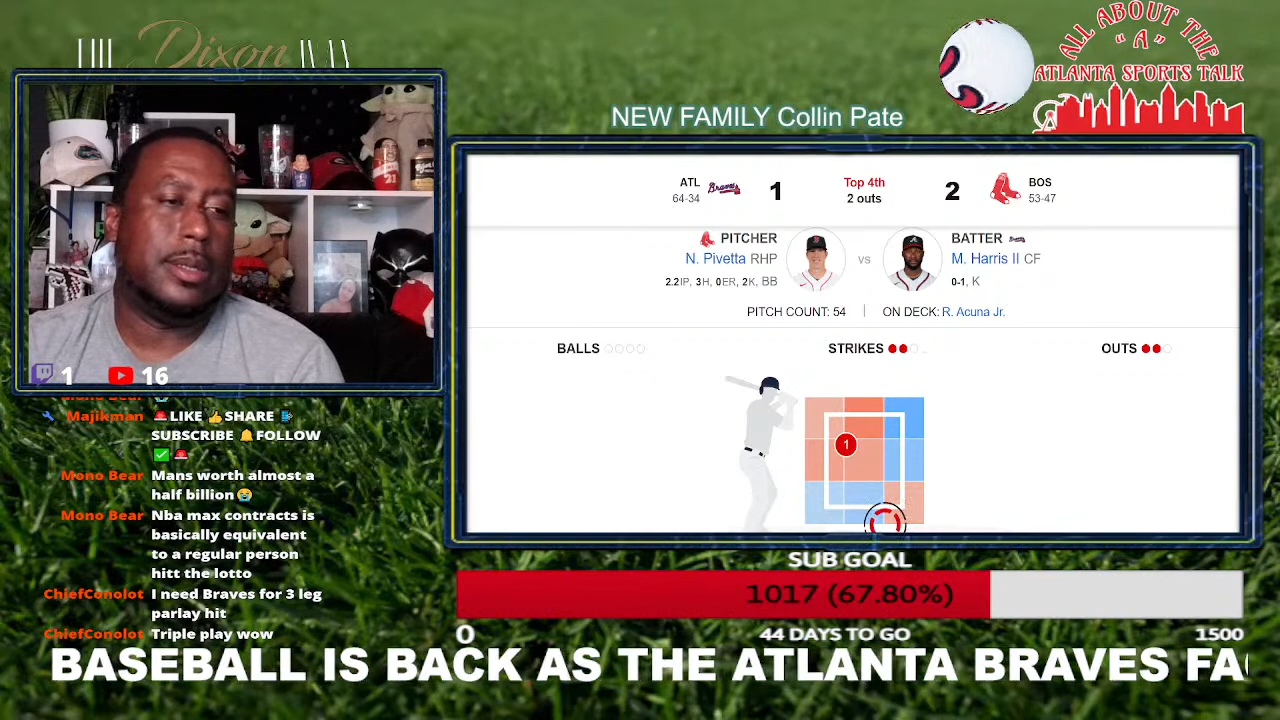 Dixon
ALL ABOUT THE
"A"
ATLANTA SPORTS TALK
NEW FAMILY Collin Pate
ATL
64-34
Braves
1
Top 4th
2 outs
2
BOS
53-47
PITCHER
N. Pivetta RHP
2.2IP, 3H, 0ER, 2K, BB
vs
BATTER
M. Harris II CF
0-1, K
PITCH COUNT: 54 | ON DECK: R. Acuna Jr.
BALLS
STRIKES
OUTS
1
1
16
Majikman 🚨LIKE 👍SHARE
SUBSCRIBE 🔔FOLLOW
✅🚨
Mono Bear Mans worth almost a
half billion😭
Mono Bear Nba max contracts is
basically equivalent
to a regular person
hitt the lotto
ChiefConolot I need Braves for 3 leg
parlay hit
ChiefConolot Triple play wow
SUB GOAL
1017 (67.80%)
0
44 DAYS TO GO
1500
BASEBALL IS BACK AS THE ATLANTA BRAVES FA